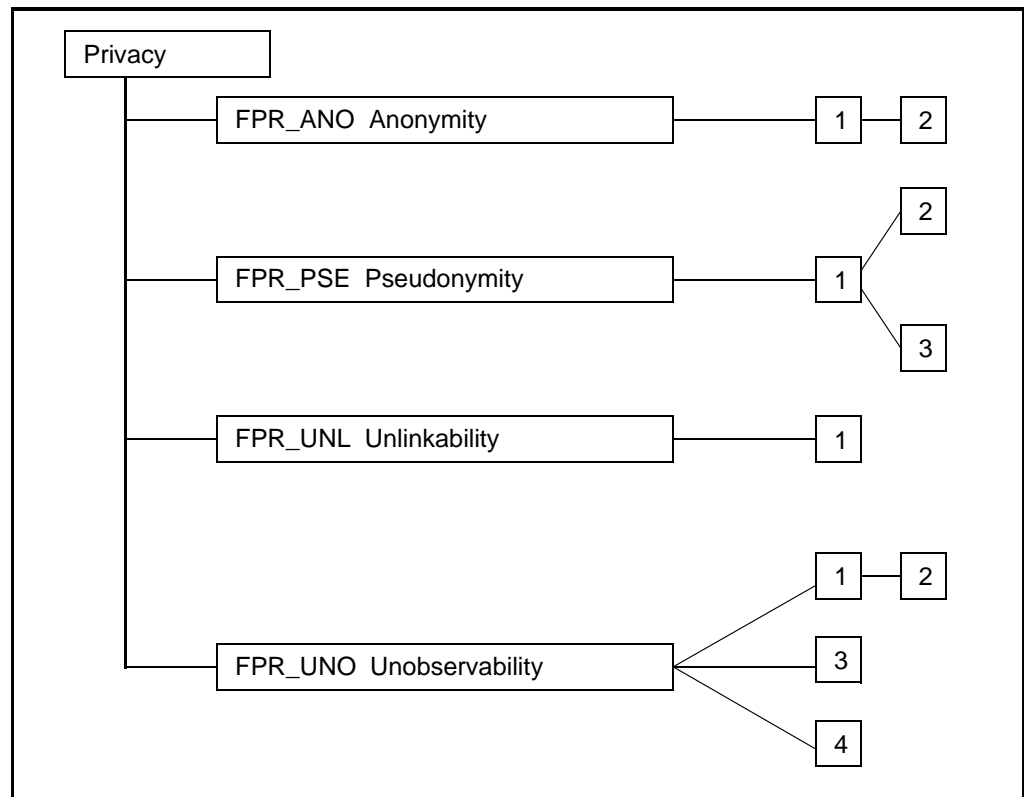 Privacy
FPR_ANO Anonymity 1 2
2
FPR_PSE Pseudonymity 1
3
FPR_UNL Unlinkability 1
1 2
FPR_UNO Unobservability 3
4